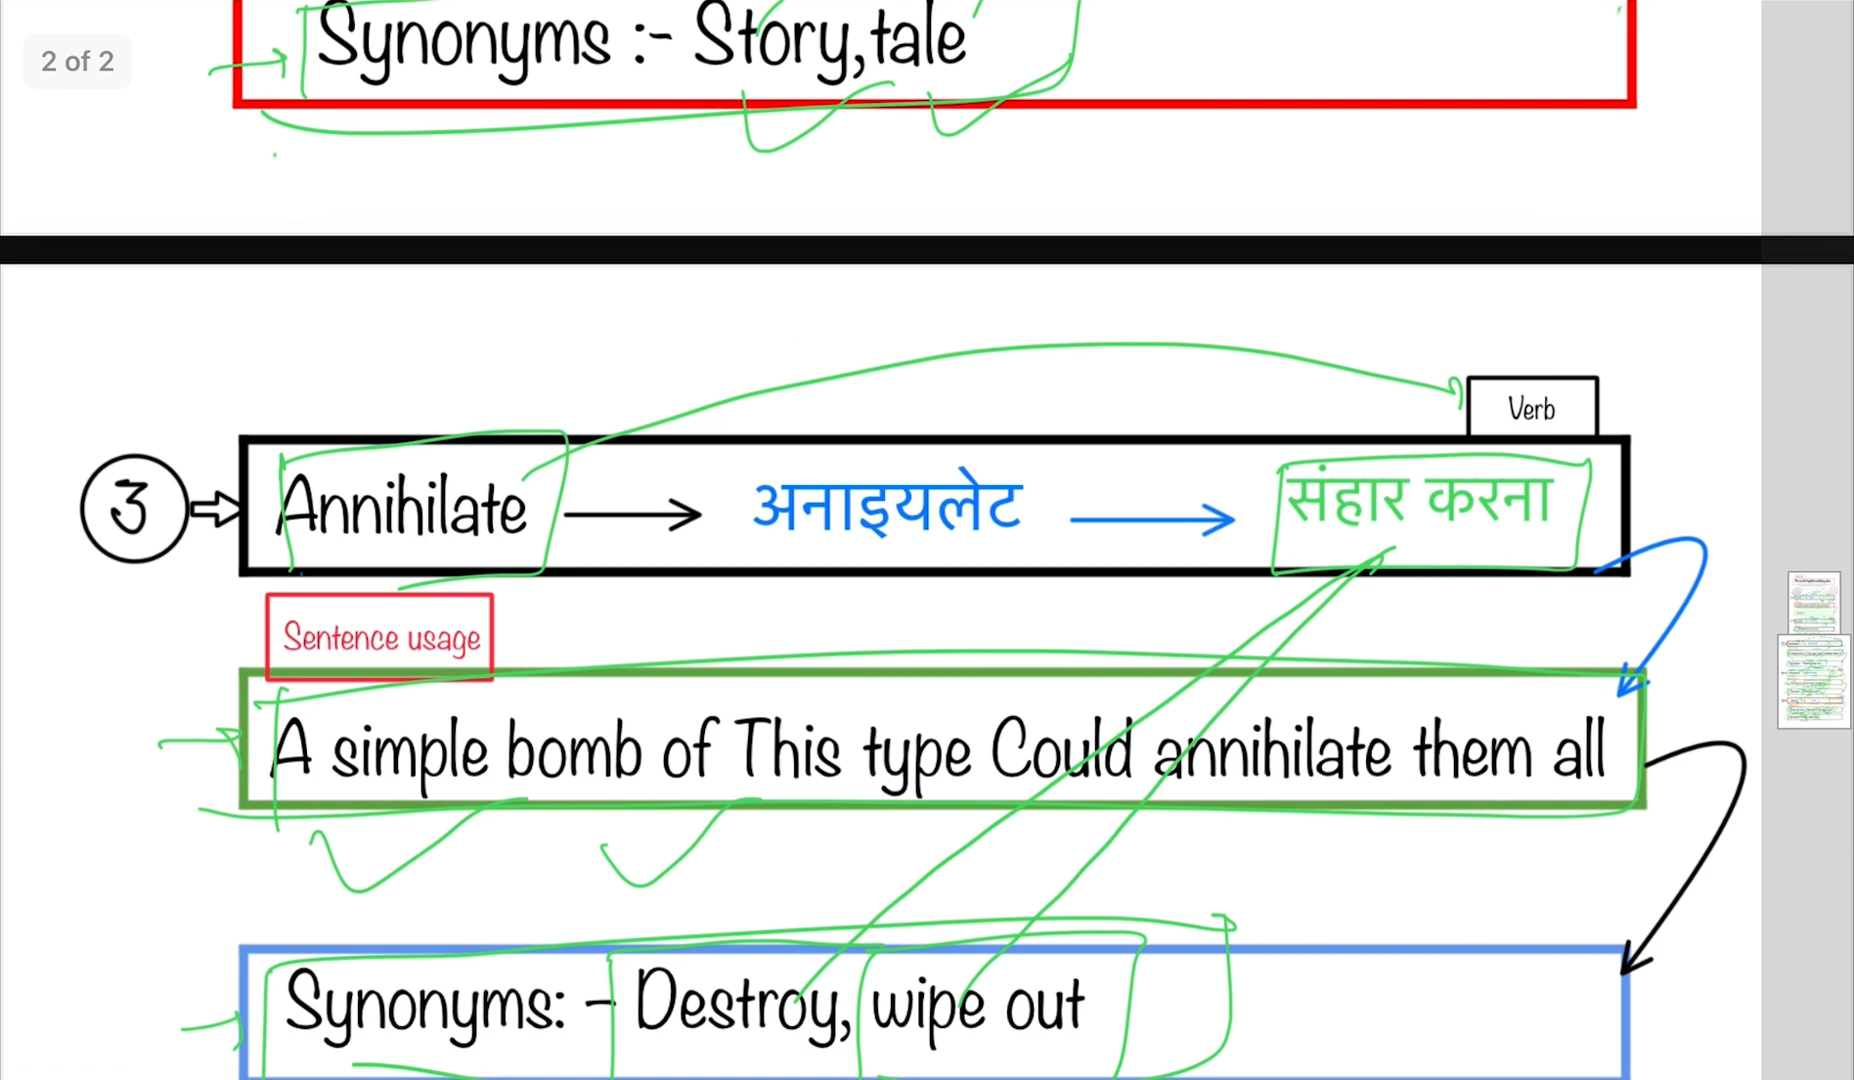 2 of 2
Synonyms :- Story,tale
Verb
3 Annihilate अनाइयलेट संहार करना
Sentence usage
A simple bomb of This type Could annihilate them all
Synonyms: - Destroy, wipe out